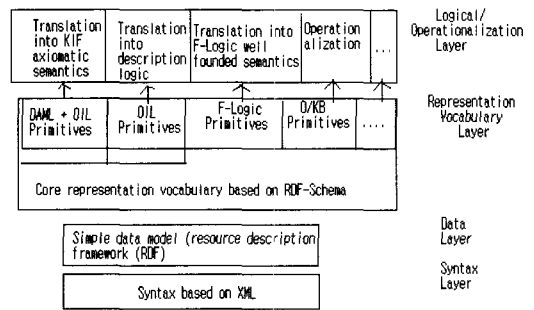 Translation
into KIF
axiomatic
semantics
Translation
into
description
logic
Translation into
F-Logic well
founded semantics
Operation
alization
...
Logical/
Operationalization
Layer
DAML + OIL
Primitives
OIL
Primitives
F-Logic
Primitives
O/KB
Primitives
....
Representation
Vocabulary
Layer
Core representation vocabulary based on RDF-Schema
Simple data model (resource description
framework (RDF)
Data
Layer
Syntax based on XML
Syntax
Layer